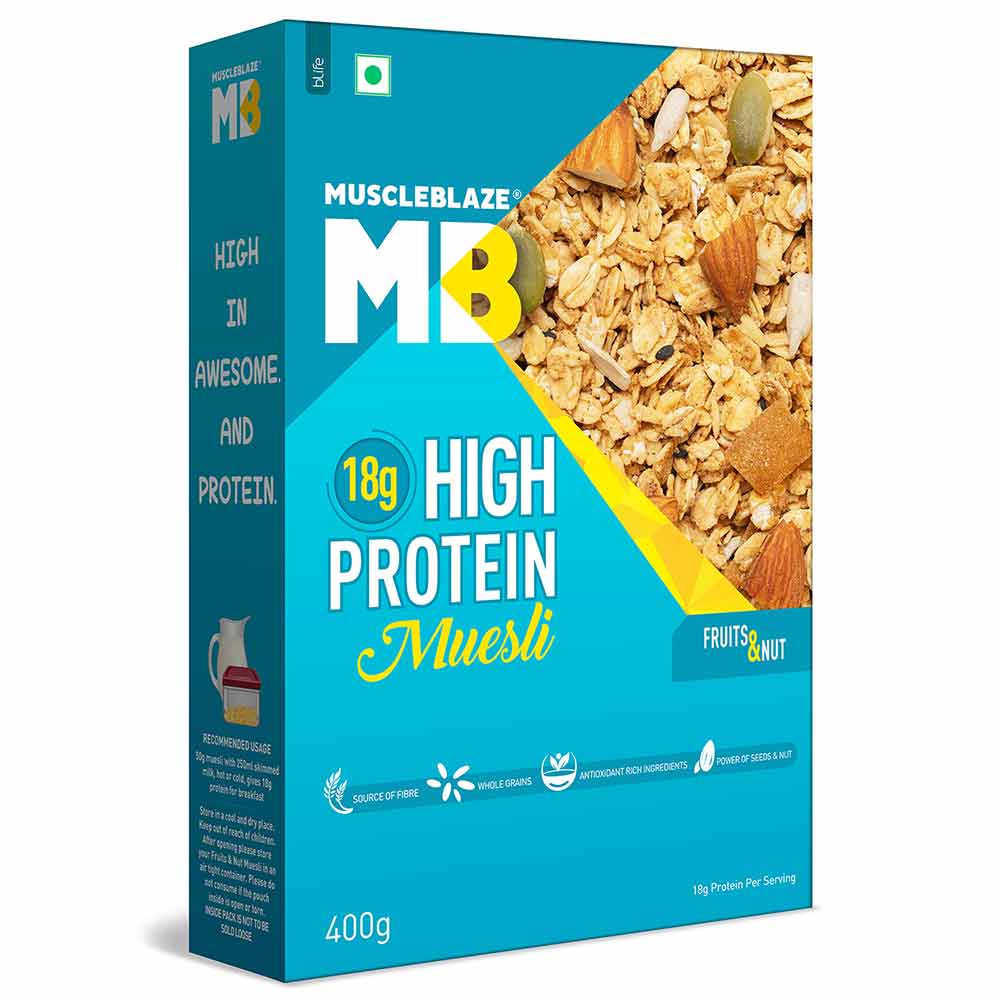 MUSCLEBLAZE®
MB
HIGH
IN
AWESOME.
AND
PROTEIN.
RECOMMENDED USAGE
50g muesli with 250ml skimmed
milk, hot or cold, gives 18g
protein for breakfast
Store in a cool and dry place.
Keep out of reach of children.
After opening please store
your Fruits & Nut Muesli in an
air tight container. Please do
not consume if the pouch
inside is open or torn.
INSIDE PACK IS NOT TO BE
SOLD LOOSE
bLife
MUSCLEBLAZE®
MB
18g HIGH
PROTEIN
Muesli
FRUITS & NUT
SOURCE OF FIBRE
WHOLE GRAINS
ANTIOXIDANT RICH INGREDIENTS
POWER OF SEEDS & NUT
18g Protein Per Serving
400g